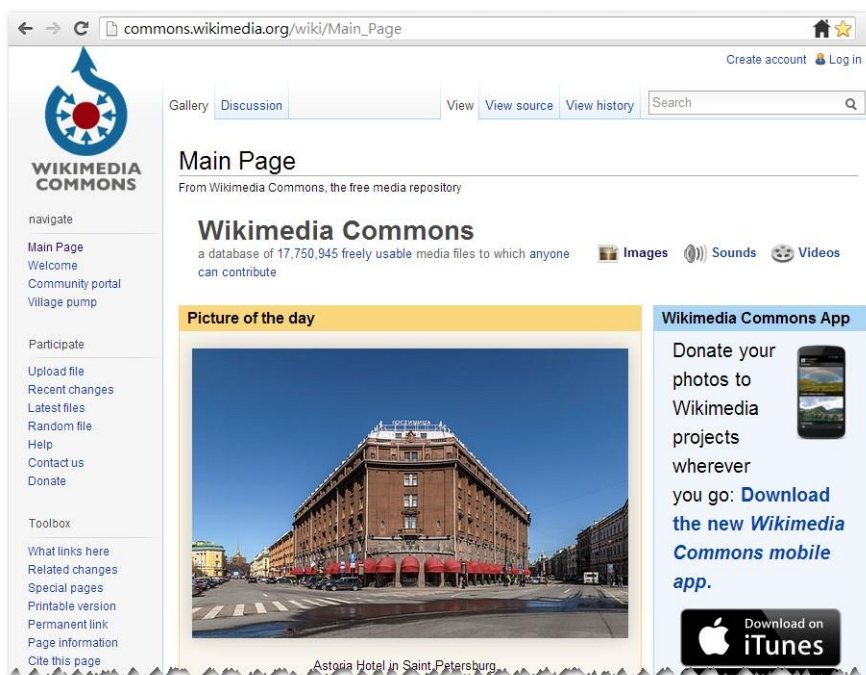 commons.wikimedia.org/wiki/Main_Page
Create account Log in
Gallery Discussion View View source View history Search
WIKIMEDIA
COMMONS
Main Page
From Wikimedia Commons, the free media repository
Wikimedia Commons
a database of 17,750,945 freely usable media files to which anyone
can contribute
Images Sounds Videos
navigate
Main Page
Welcome
Community portal
Village pump
Participate
Upload file
Recent changes
Latest files
Random file
Help
Contact us
Donate
Toolbox
What links here
Related changes
Special pages
Printable version
Permanent link
Page information
Cite this page
Picture of the day
ГОСТИНИЦА
Astoria Hotel in Saint Petersburg
Wikimedia Commons App
Donate your
photos to
Wikimedia
projects
wherever
you go: Download
the new Wikimedia
Commons mobile
app.
Download on
iTunes